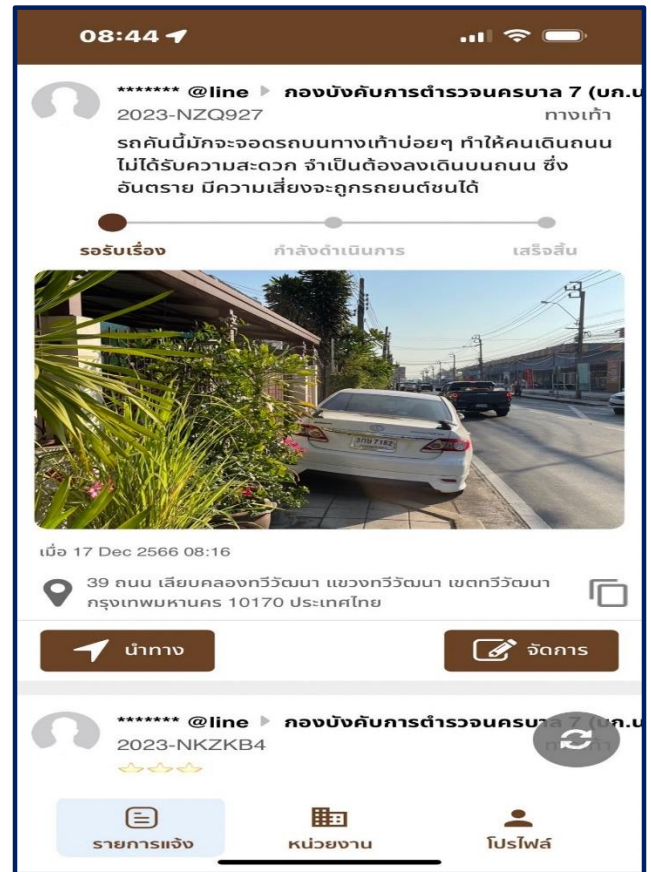 08:44
******* @line ▶ กองบังคับการตำรวจนครบาล 7 (บก.น
2023-NZQ927 ทางเท้า
รถคันนี้มักจะจอดรถบนทางเท้าบ่อยๆ ทำให้คนเดินถนน
ไม่ได้รับความสะดวก จำเป็นต้องลงเดินบนถนน ซึ่ง
อันตราย มีความเสี่ยงจะถูกรถยนต์ชนได้
รอรับเรื่อง กำลังดำเนินการ เสร็จสิ้น
เมื่อ 17 Dec 2566 08:16
39 ถนน เลียบคลองทวีวัฒนา แขวงทวีวัฒนา เขตทวีวัฒนา
กรุงเทพมหานคร 10170 ประเทศไทย
นำทาง จัดการ
******* @line ▶ กองบังคับการตำรวจนครบาล 7 (บก.น
2023-NKZKB4
รายการแจ้ง หน่วยงาน โปรไฟล์